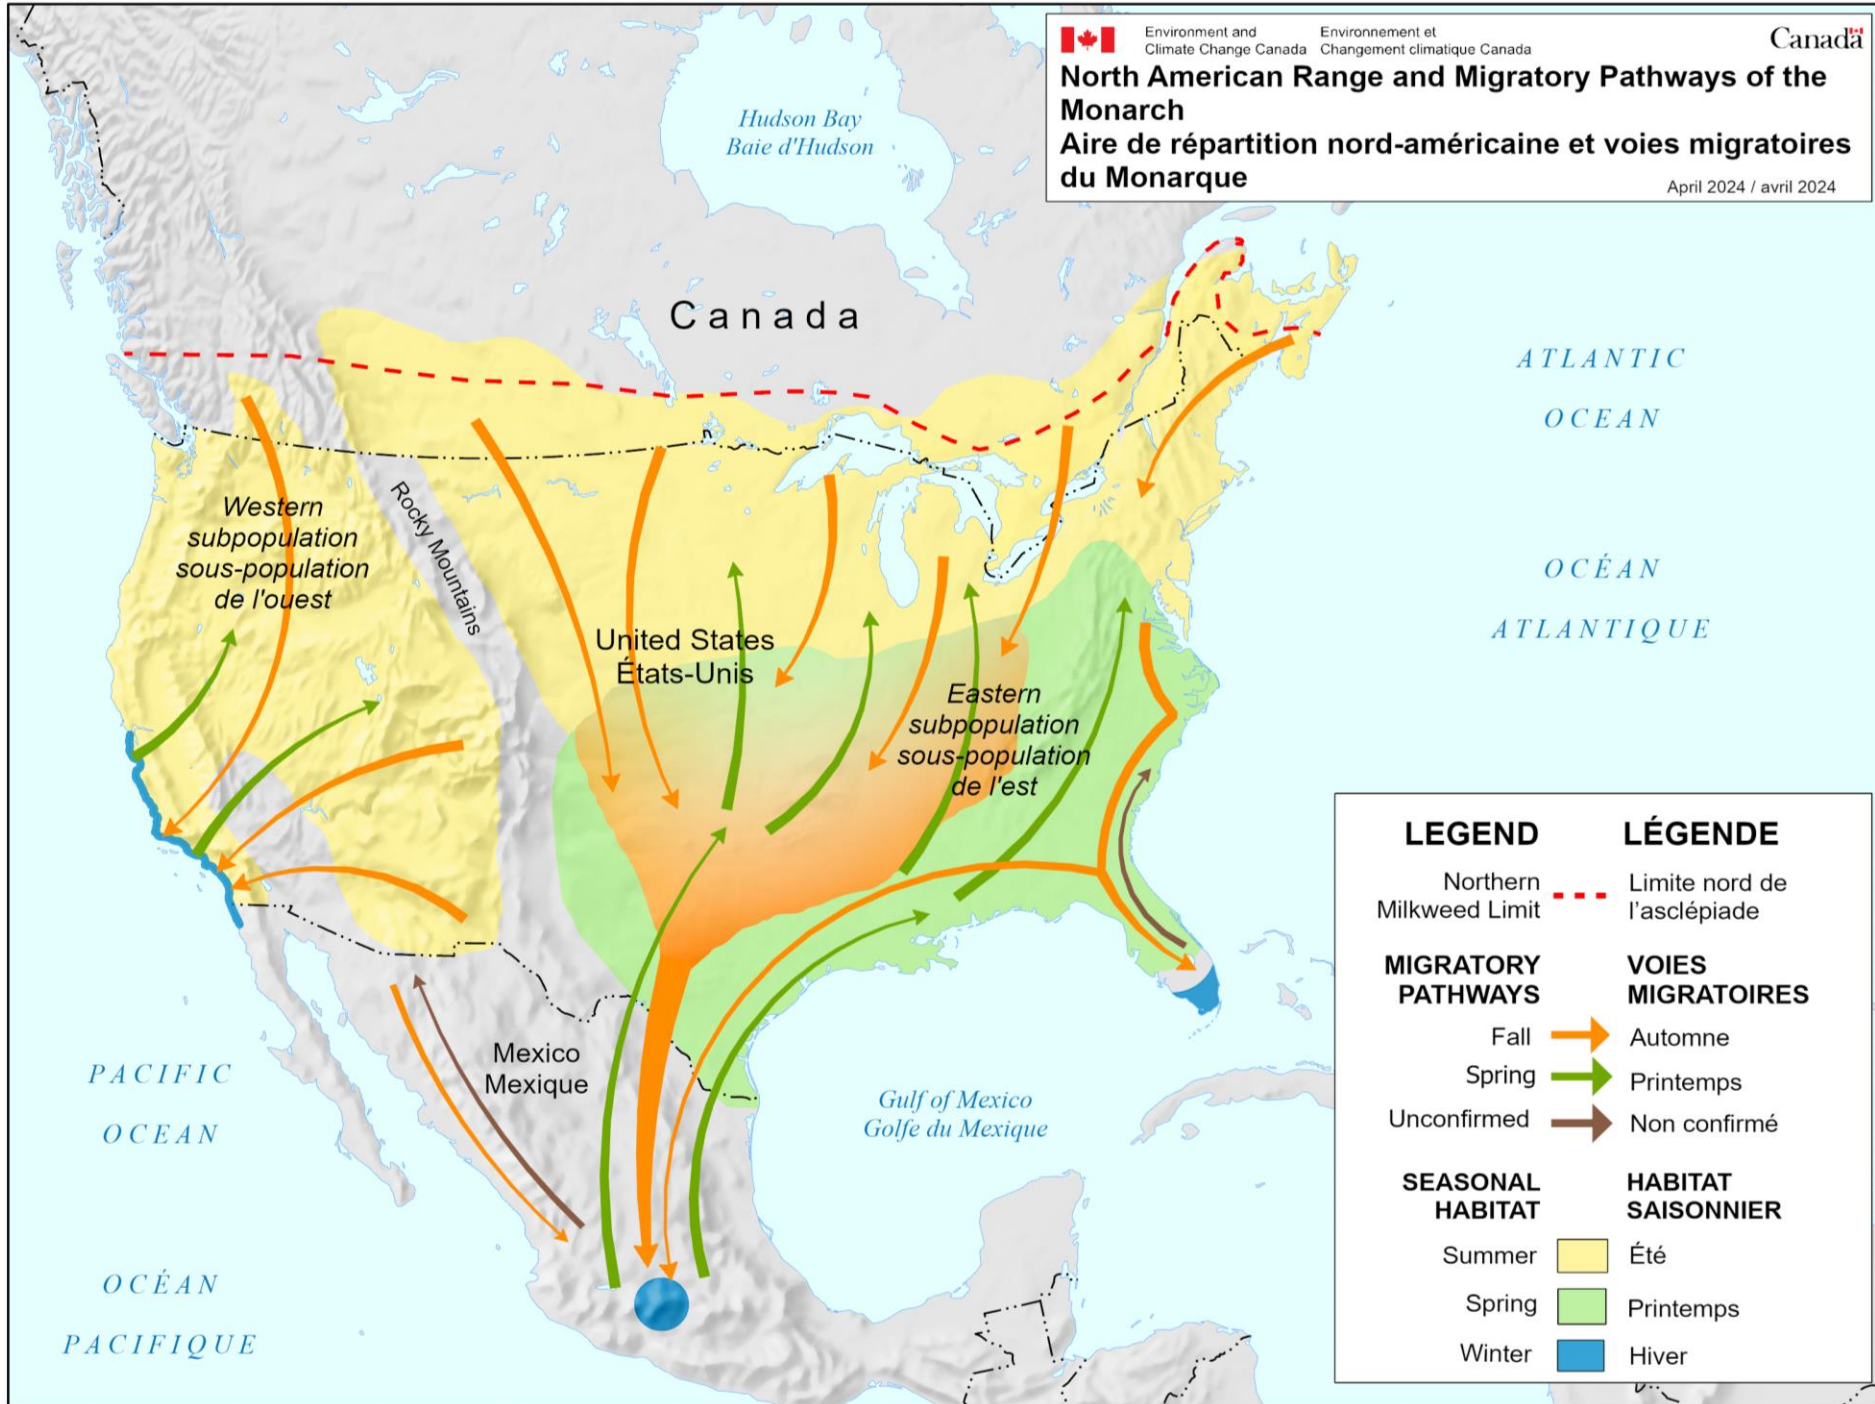 Environment and
Climate Change Canada
Environnement et
Changement climatique Canada
Canada
North American Range and Migratory Pathways of the
Monarch
Aire de répartition nord-américaine et voies migratoires
du Monarque
April 2024 / avril 2024
Hudson Bay
Baie d'Hudson
Canada
ATLANTIC
OCEAN
OCÉAN
ATLANTIQUE
Western
subpopulation
sous-population
de l'ouest
Rocky Mountains
United States
États-Unis
Eastern
subpopulation
sous-population
de l'est
Mexico
Mexique
Gulf of Mexico
Golfe du Mexique
PACIFIC
OCEAN
OCÉAN
PACIFIQUE
LEGEND
LÉGENDE
Northern
Milkweed Limit
Limite nord de
l'asclépiade
MIGRATORY
PATHWAYS
VOIES
MIGRATOIRES
Fall
Automne
Spring
Printemps
Unconfirmed
Non confirmé
SEASONAL
HABITAT
HABITAT
SAISONNIER
Summer
Été
Spring
Printemps
Winter
Hiver